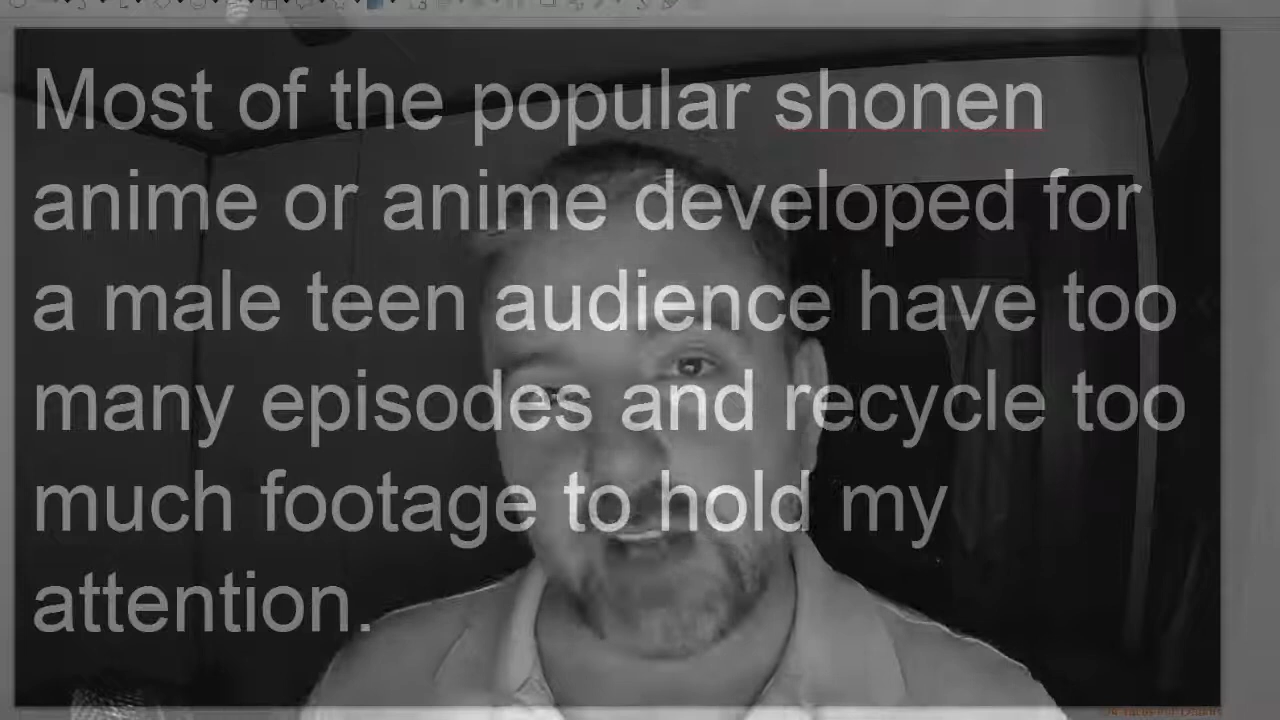 Most of the popular shonen
anime or anime developed for
a male teen audience have too
many episodes and recycle too
much footage to hold my
attention.